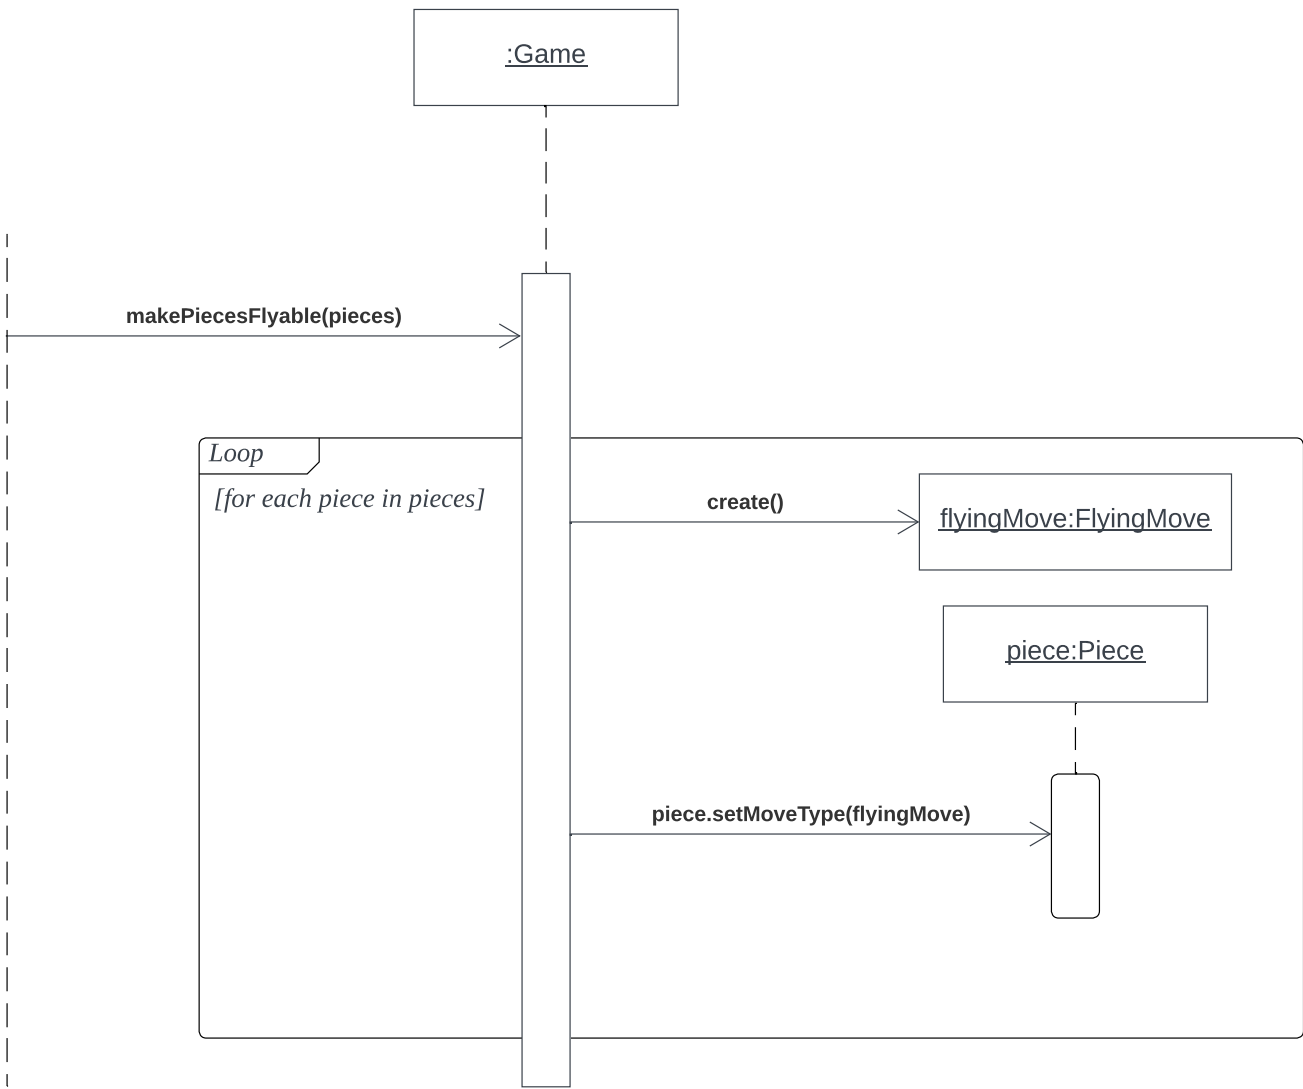 :Game
makePiecesFlyable(pieces)
Loop
[for each piece in pieces]
create()
flyingMove:FlyingMove
piece:Piece
piece.setMoveType(flyingMove)